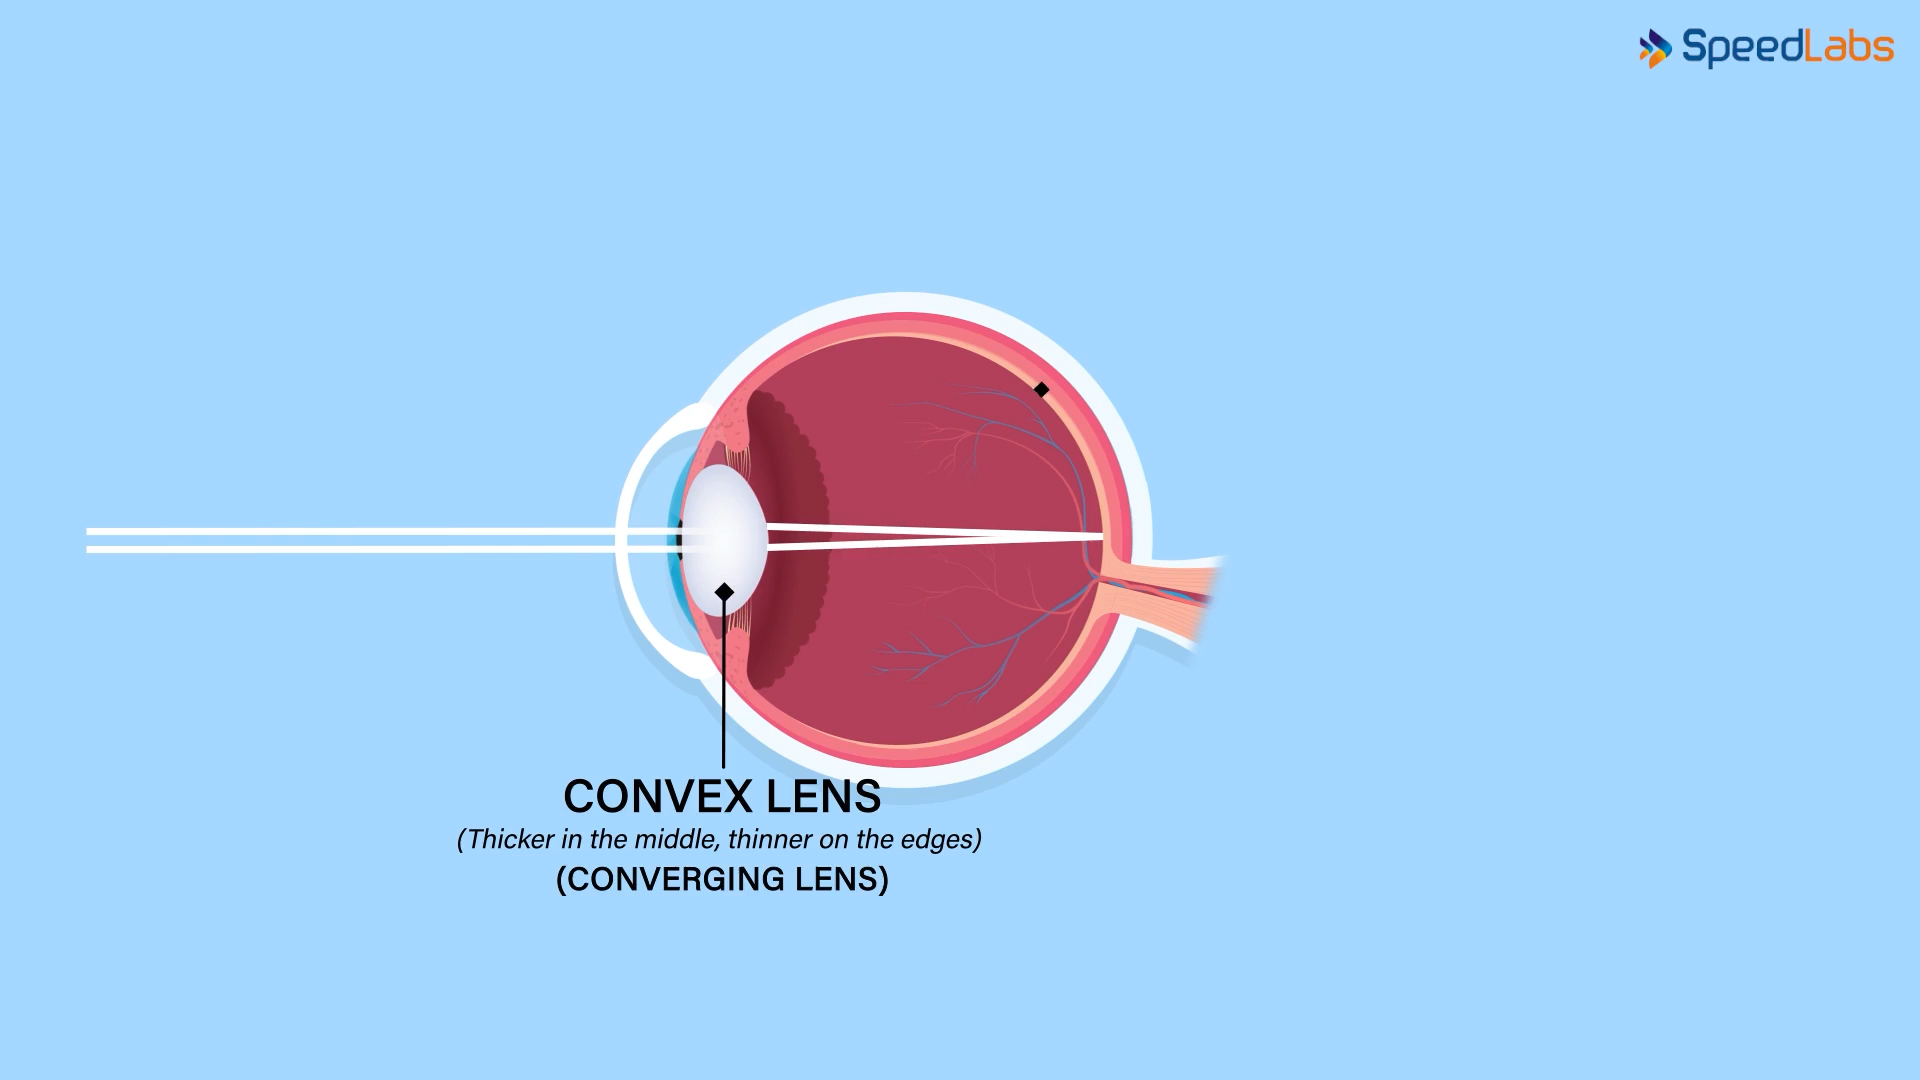 SpeedLabs
CONVEX LENS
(Thicker in the middle, thinner on the edges)
(CONVERGING LENS)